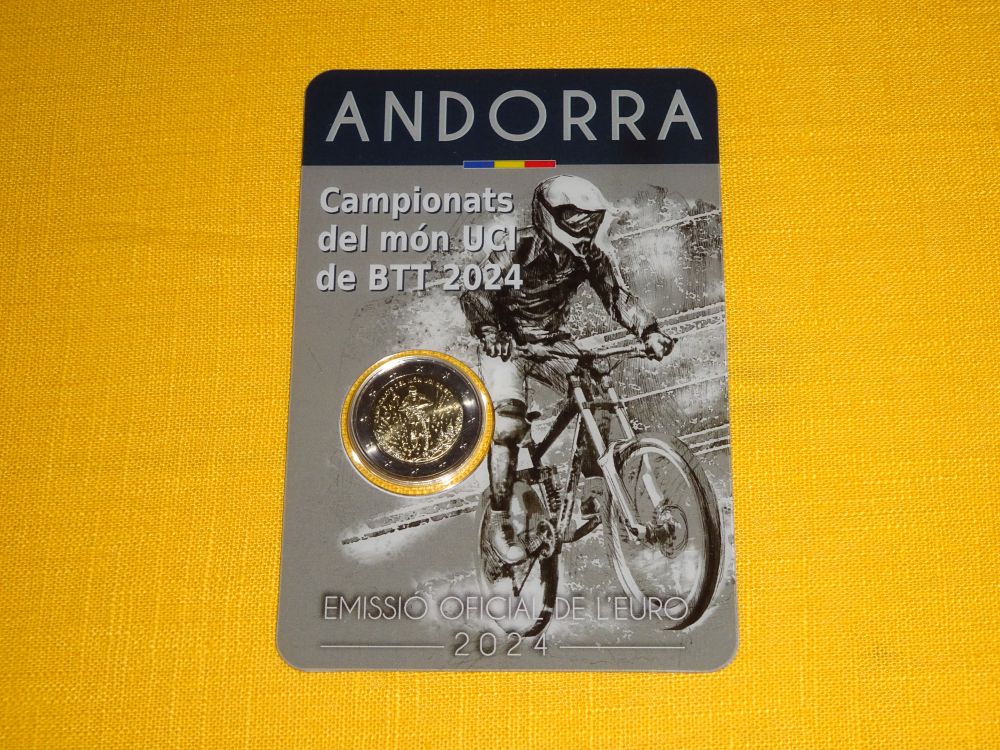 ANDORRA
Campionats
del món UCI
de BTT 2024
EMISSIÓ OFICIAL DE L'EURO
2024